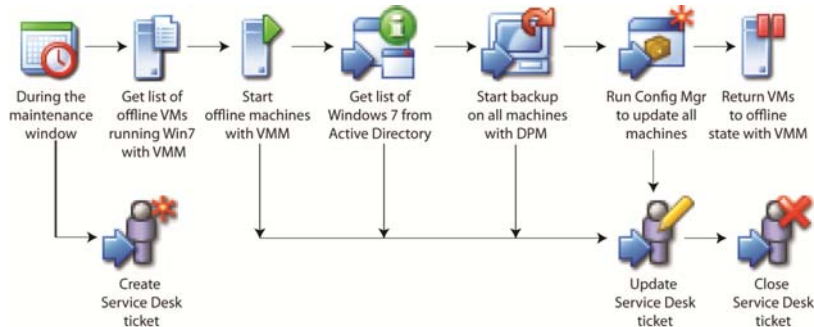 During the
maintenance
window
Get list of
offline VMs
running Win7
with VMM
Start
offline machines
with VMM
Get list of
Windows 7 from
Active Directory
Start backup
on all machines
with DPM
Run Config Mgr
to update all
machines
Return VMs
to offline
state with VMM
Create
Service Desk
ticket
Update
Service Desk
ticket
Close
Service Desk
ticket